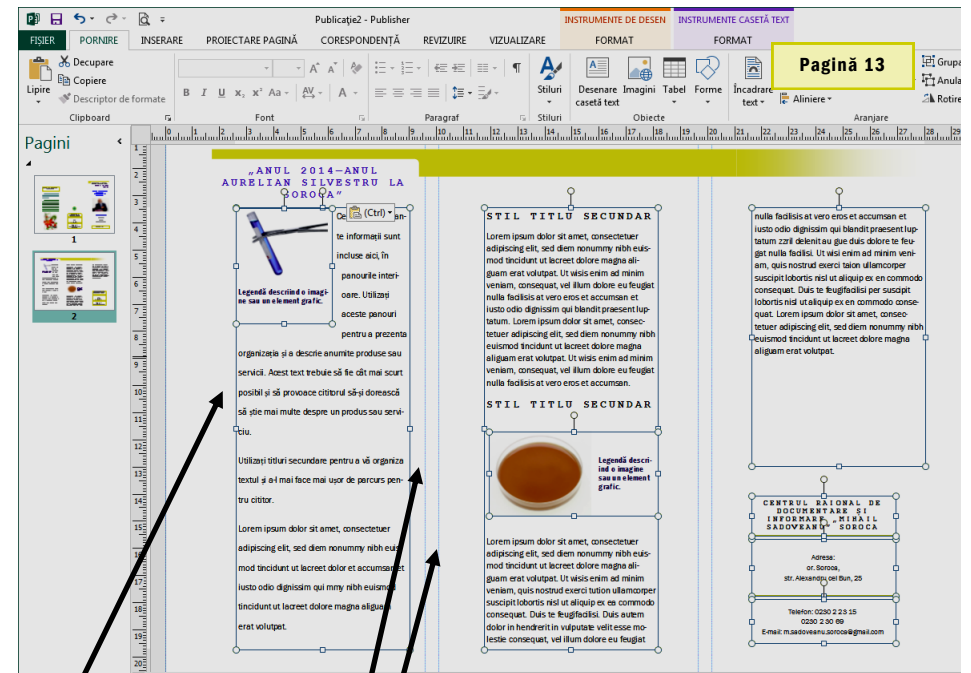 Publicaţie2 - Publisher
INSTRUMENTE DE DESEN
INSTRUMENTE CASETĂ TEXT
FIŞIER
PORNIRE
INSERARE
PROIECTARE PAGINĂ
CORESPONDENŢĂ
REVIZUIRE
VIZUALIZARE
FORMAT
FORMAT
Pagină 13
Lipire
Decupare
Copiere
Descriptor de formate
Clipboard
Font
Paragraf
Stiluri
Stiluri
Desenare casetă text
Imagini
Tabel
Forme
Obiecte
Încadrare text
Aliniere
Grupa
Anula
Rotire
Aranjare
Pagini
1
2
„ANUL 2014—ANUL
AURELIAN SILVESTRU LA
SOROCA”
(Ctrl)
te informaţii sunt
incluse aici, în
panourile interi-
oare. Utilizaţi
aceste panouri
pentru a prezenta
Legendă descriind o imagi-
ne sau un element grafic.
organizaţia şi a descrie anumite produse sau
servicii. Acest text trebuie să fie cât mai scurt
posibil şi să provoace cititorul să-şi dorească
să ştie mai multe despre un produs sau servi-
ciu.
Utilizaţi titluri secundare pentru a vă organiza
textul şi a-l mai face mai uşor de parcurs pen-
tru cititor.
Lorem ipsum dolor sit amet, consectetuer
adipiscing elit, sed diem nonummy nibh euis-
mod tincidunt ut lacreet dolor et accumsan et
iusto odio dignissim qui mmy nibh euismod
tincidunt ut lacreet dolore magna aliguam
erat volutpat.
STIL TITLU SECUNDAR
Lorem ipsum dolor sit amet, consectetuer
adipiscing elit, sed diem nonummy nibh euis-
mod tincidunt ut lacreet dolore magna ali-
guam erat volutpat. Ut wisis enim ad minim
veniam, consequat, vel illum dolore eu feugiat
nulla facilisis at vero eros et accumsan et
iusto odio dignissim qui blandit praesent lup-
tatum. Lorem ipsum dolor sit amet, consec-
tetuer adipiscing elit, sed diem nonummy nibh
euismod tincidunt ut lacreet dolore magna
aliguam erat volutpat. Ut wisis enim ad minim
veniam, consequat, vel illum dolore eu feugiat
nulla facilisis at vero eros et accumsan.
STIL TITLU SECUNDAR
Legendă descri-
ind o imagine
sau un element
grafic.
Lorem ipsum dolor sit amet, consectetuer
adipiscing elit, sed diem nonummy nibh euis-
mod tincidunt ut lacreet dolore magna ali-
guam erat volutpat. Ut wisis enim ad minim
veniam, quis nostrud exerci tution ullamcorper
suscipit lobortis nisl ut aliquip ex ea commodo
consequat. Duis te feugifacilisi. Duis autem
dolor in hendrerit in vulputate velit esse mo-
lestie consequat, vel illum dolore eu feugiat
nulla facilisis at vero eros et accumsan et
iusto odio dignissim qui blandit praesent lup-
tatum zzril delenit au gue duis dolore te feu-
gat nulla facilisi. Ut wisi enim ad minim veni-
am, quis nostrud exerci taion ullamcorper
suscipit lobortis nisl ut aliquip ex en commodo
consequat. Duis te feugifacilisi per suscipit
lobortis nisl ut aliquip ex en commodo conse-
quat. Lorem ipsum dolor sit amet, consec-
tetuer adipiscing elit, sed diem nonummy nibh
euismod tincidunt ut lacreet dolore magna
aliguam erat volutpat.
CENTRUL RAIONAL DE
DOCUMENTARE ŞI
INFORMARE „MIHAIL
SADOVEANU” SOROCA
Adresa:
or. Soroca,
str. Alexandru cel Bun, 25
Telefon: 0230 2 23 15
0230 2 30 69
E-mail: m.sadoveanu.soroca@gmail.com